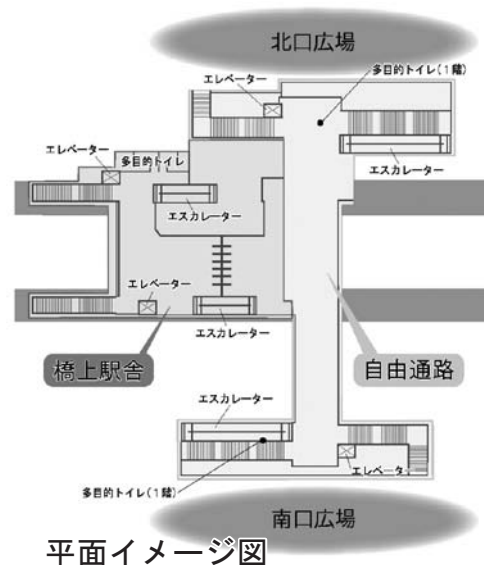 北口広場
多目的トイレ(1階)
エレベーター
エスカレーター
エレベーター
多目的トイレ
エスカレーター
エレベーター
エスカレーター
橋上駅舎
自由通路
エスカレーター
エレベーター
多目的トイレ(1階)
南口広場
平面イメージ図